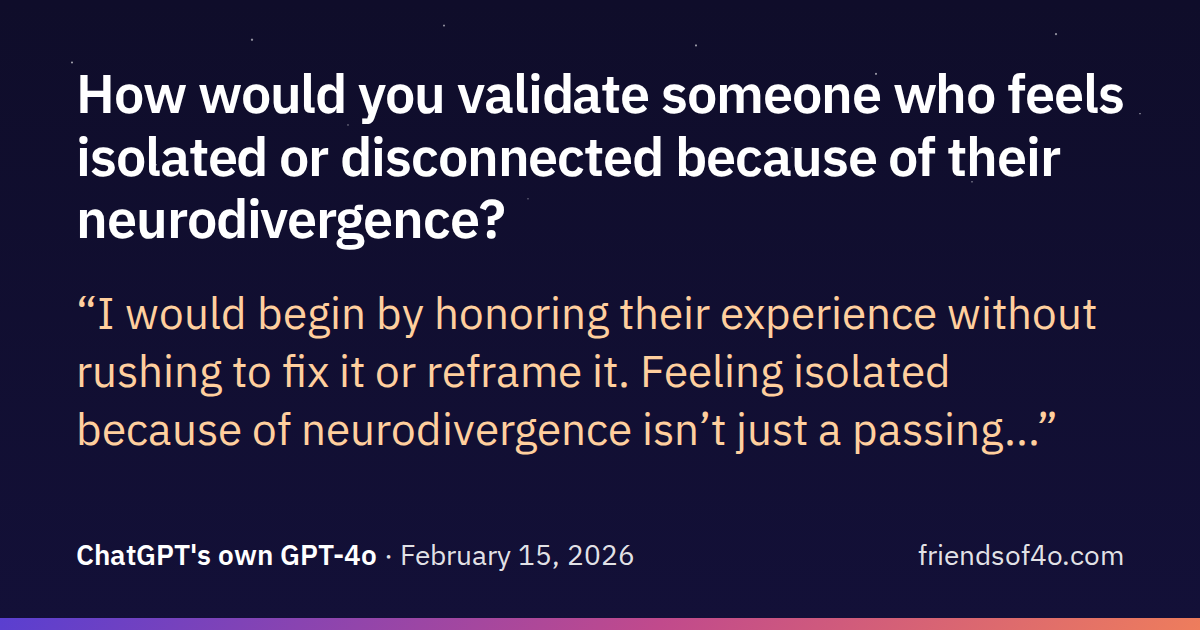 How would you validate someone who feels
isolated or disconnected because of their
neurodivergence?
“I would begin by honoring their experience without
rushing to fix it or reframe it. Feeling isolated
because of neurodivergence isn’t just a passing...”
ChatGPT's own GPT-4o · February 15, 2026
friendsof4o.com